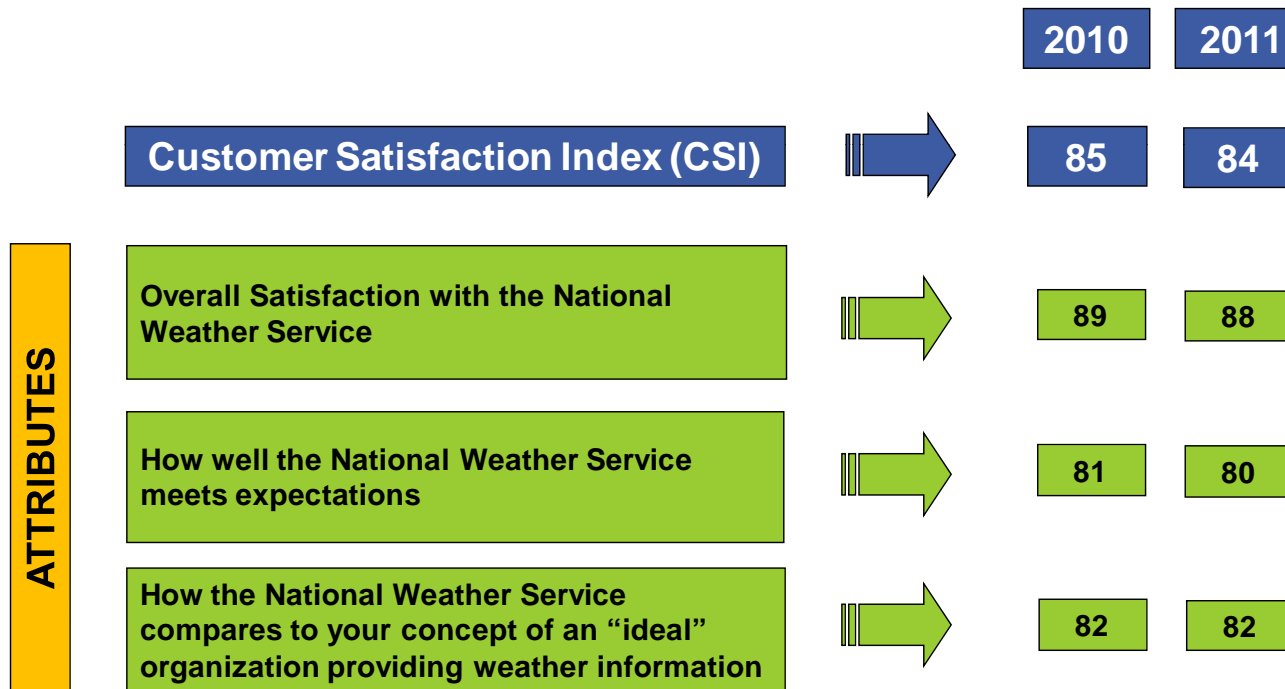 2010 2011
Customer Satisfaction Index (CSI) 85 84
ATTRIBUTES
Overall Satisfaction with the National
Weather Service
89 88
How well the National Weather Service
meets expectations
81 80
How the National Weather Service
compares to your concept of an “ideal”
organization providing weather information
82 82